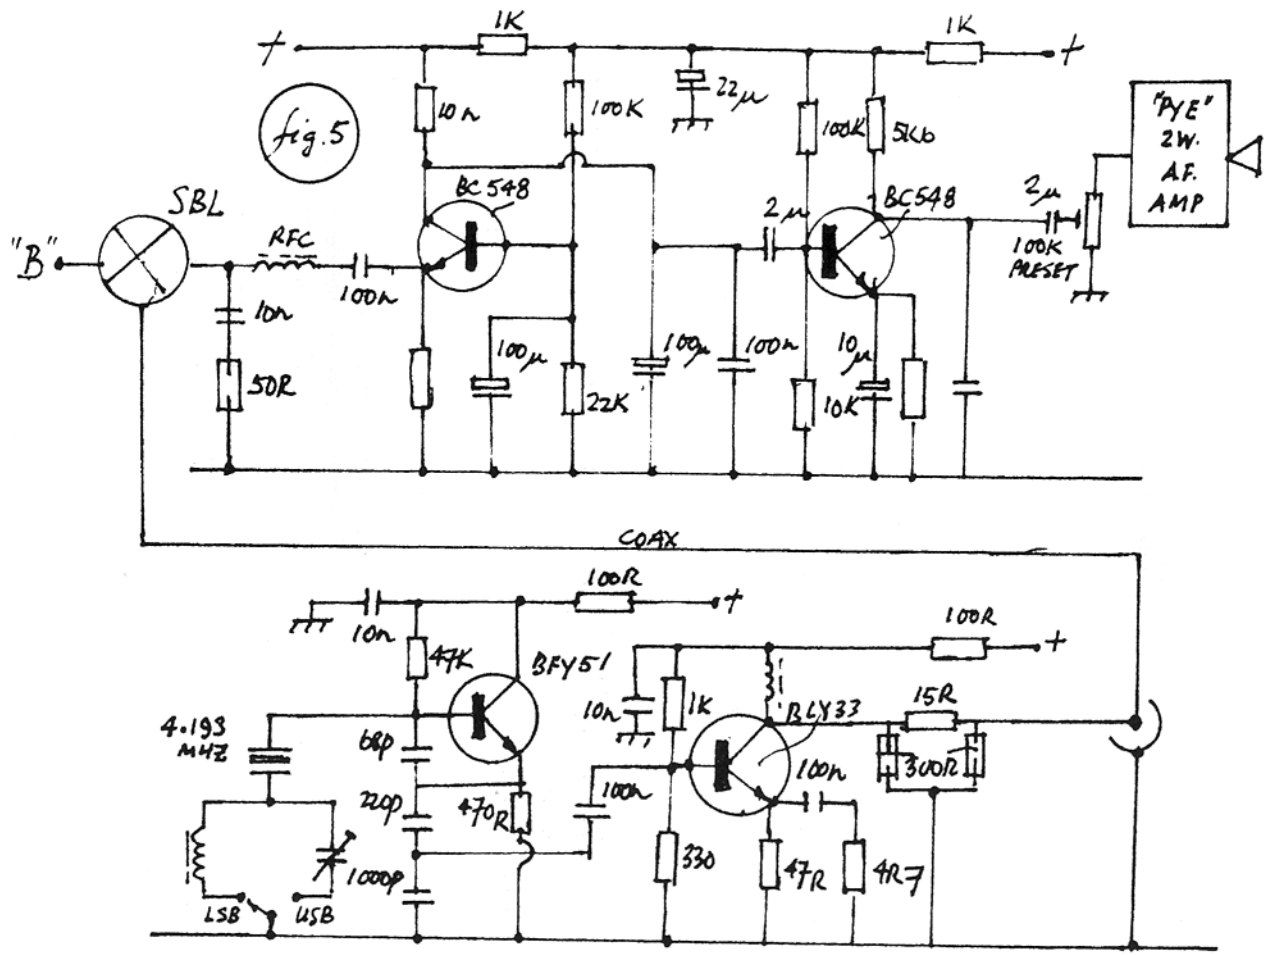 1K
1K
+
+
fig.5
10n
100K
22μ
100K
5K6
"PYE"
2W.
A.F.
AMP
SBL
BC548
BC548
2μ
2μ
"B"
RFC
100n
100K
PRESET
10n
50R
100μ
22K
100μ
100n
10μ
10K
COAX
100R
+
10n
47K
BFY51
100R
+
4.193
MHZ
68p
10n
1K
BLY33
15R
300R
220p
470R
100n
100n
1000p
330
47R
4R7
LSB
USB